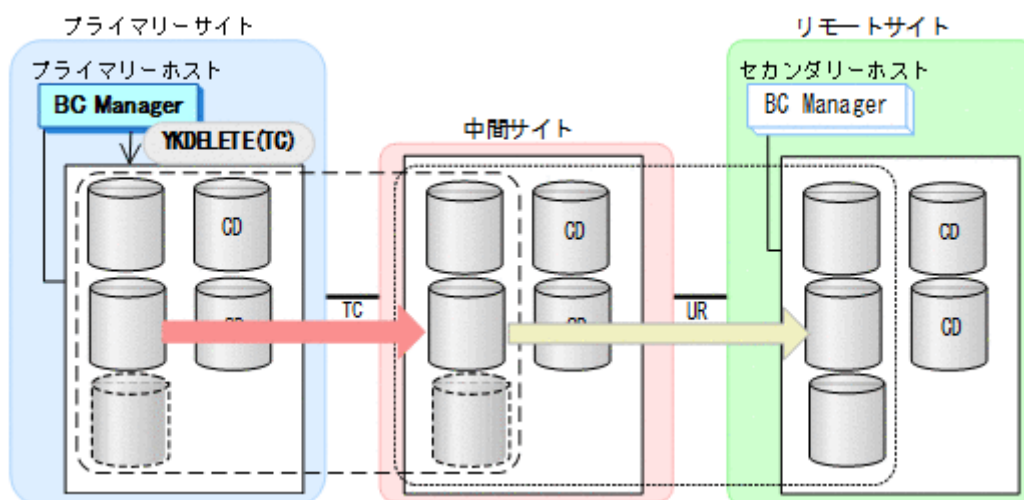 プライマリーサイト
リモートサイト
プライマリーホスト
セカンダリーホスト
BC Manager
BC Manager
中間サイト
YKDELETE(TC)
CD
CD
CD
TC
UR
CD
CD
CD